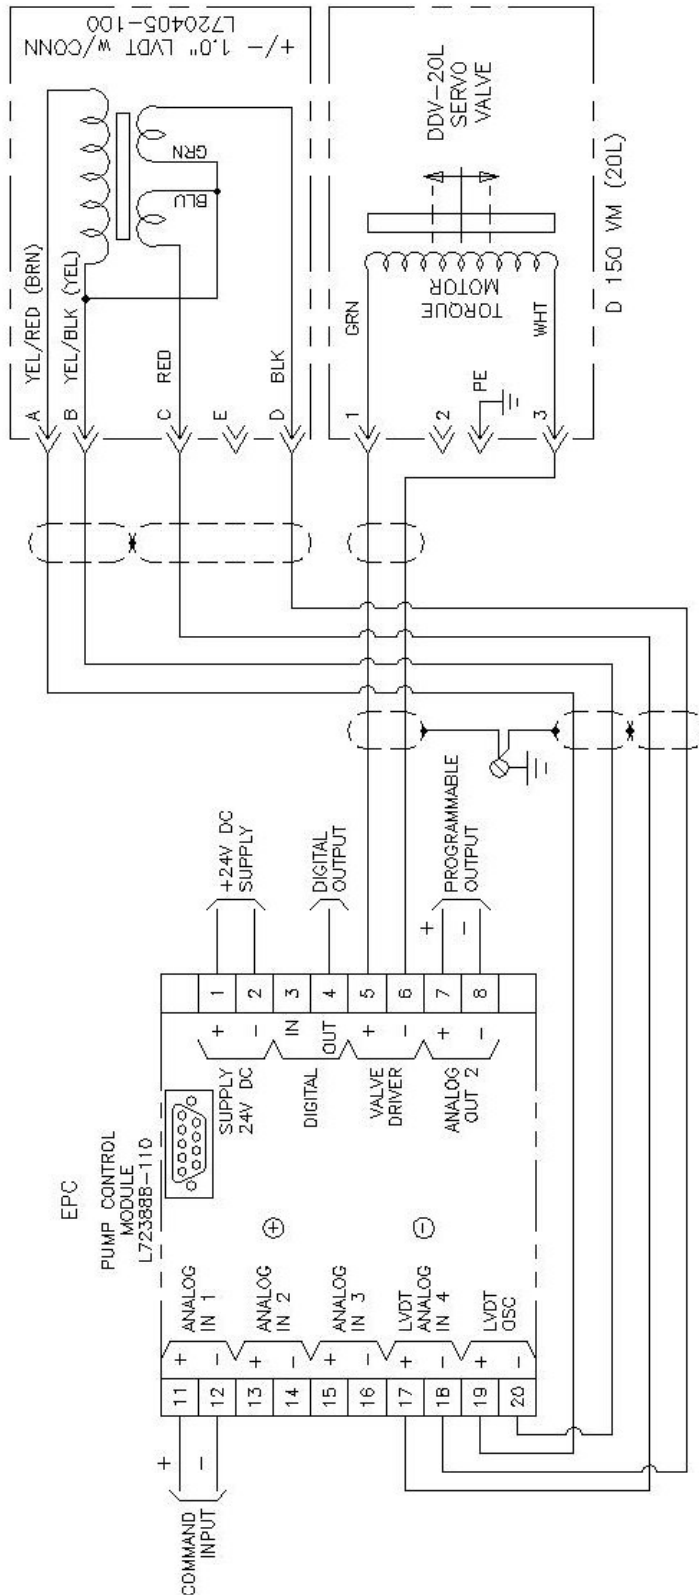 EPC
PUMP CONTROL
MODULE
L72388B-110
COMMAND
INPUT
+
-
11
12
13
14
15
16
17
18
19
20
+
-
+
-
+
-
+
-
+
-
ANALOG
IN 1
ANALOG
IN 2
ANALOG
IN 3
LVDT
ANALOG
IN 4
LVDT
OSC
+
-
SUPPLY
24V DC
DIGITAL
VALVE
DRIVER
ANALOG
OUT 2
+
-
IN
OUT
+
-
+
-
1
2
3
4
5
6
7
8
+24V DC
SUPPLY
DIGITAL
OUTPUT
+
-
PROGRAMMABLE
OUTPUT
A
B
C
E
D
YEL/RED (BRN)
YEL/BLK (YEL)
RED
BLK
BLU
GRN
+/- 1.0" LVDT w/CONN
L720405-100
1
2
PE
3
GRN
WHT
TORQUE
MOTOR
DDV-20L
SERVO
VALVE
D 150 VM (20L)